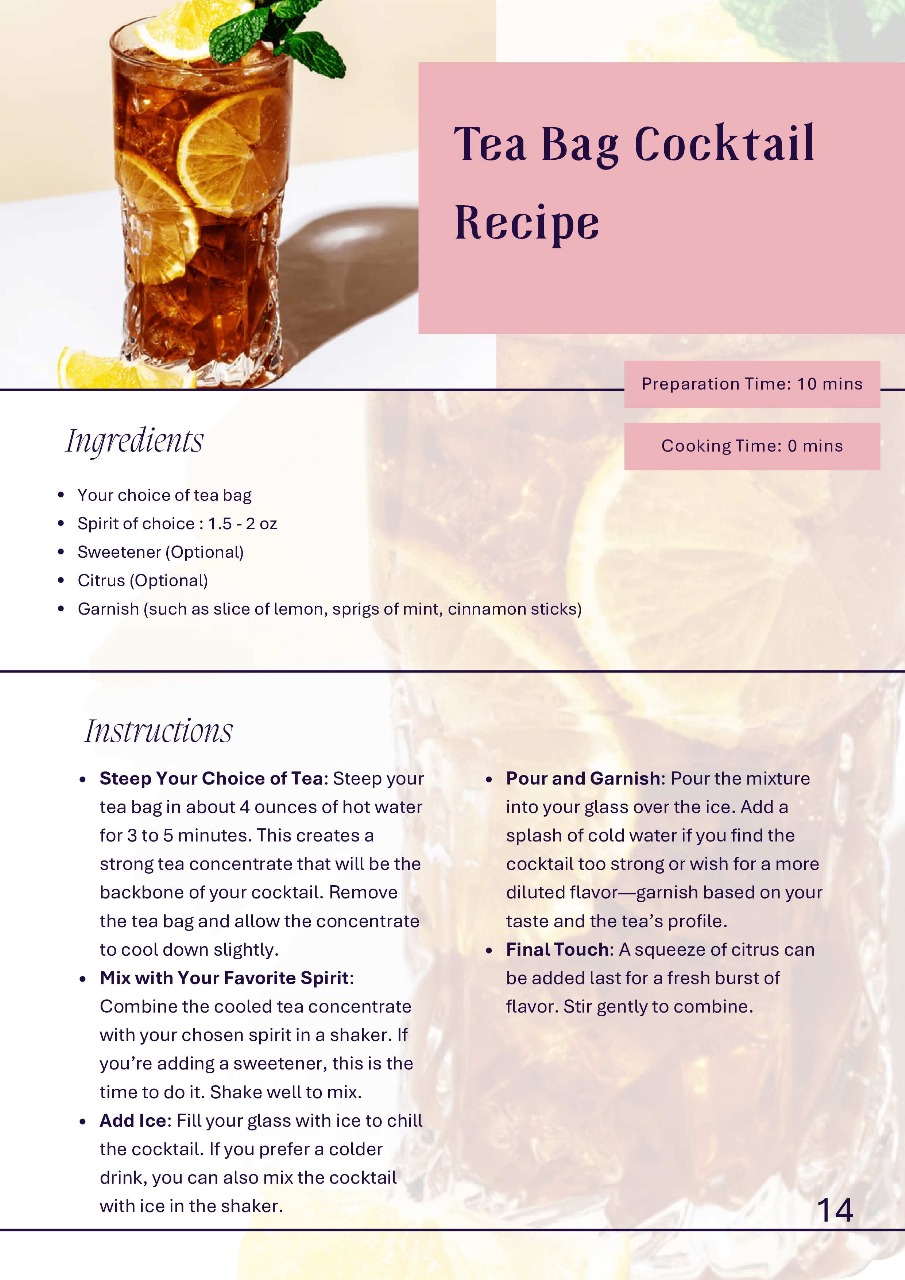 Tea Bag Cocktail
Recipe
Preparation Time: 10 mins
Cooking Time: 0 mins
Ingredients
• Your choice of tea bag
• Spirit of choice : 1.5 - 2 oz
• Sweetener (Optional)
• Citrus (Optional)
• Garnish (such as slice of lemon, sprigs of mint, cinnamon sticks)
Instructions
• Steep Your Choice of Tea: Steep your
tea bag in about 4 ounces of hot water
for 3 to 5 minutes. This creates a
strong tea concentrate that will be the
backbone of your cocktail. Remove
the tea bag and allow the concentrate
to cool down slightly.
• Mix with Your Favorite Spirit:
Combine the cooled tea concentrate
with your chosen spirit in a shaker. If
you’re adding a sweetener, this is the
time to do it. Shake well to mix.
• Add Ice: Fill your glass with ice to chill
the cocktail. If you prefer a colder
drink, you can also mix the cocktail
with ice in the shaker.
• Pour and Garnish: Pour the mixture
into your glass over the ice. Add a
splash of cold water if you find the
cocktail too strong or wish for a more
diluted flavor—garnish based on your
taste and the tea’s profile.
• Final Touch: A squeeze of citrus can
be added last for a fresh burst of
flavor. Stir gently to combine.
14